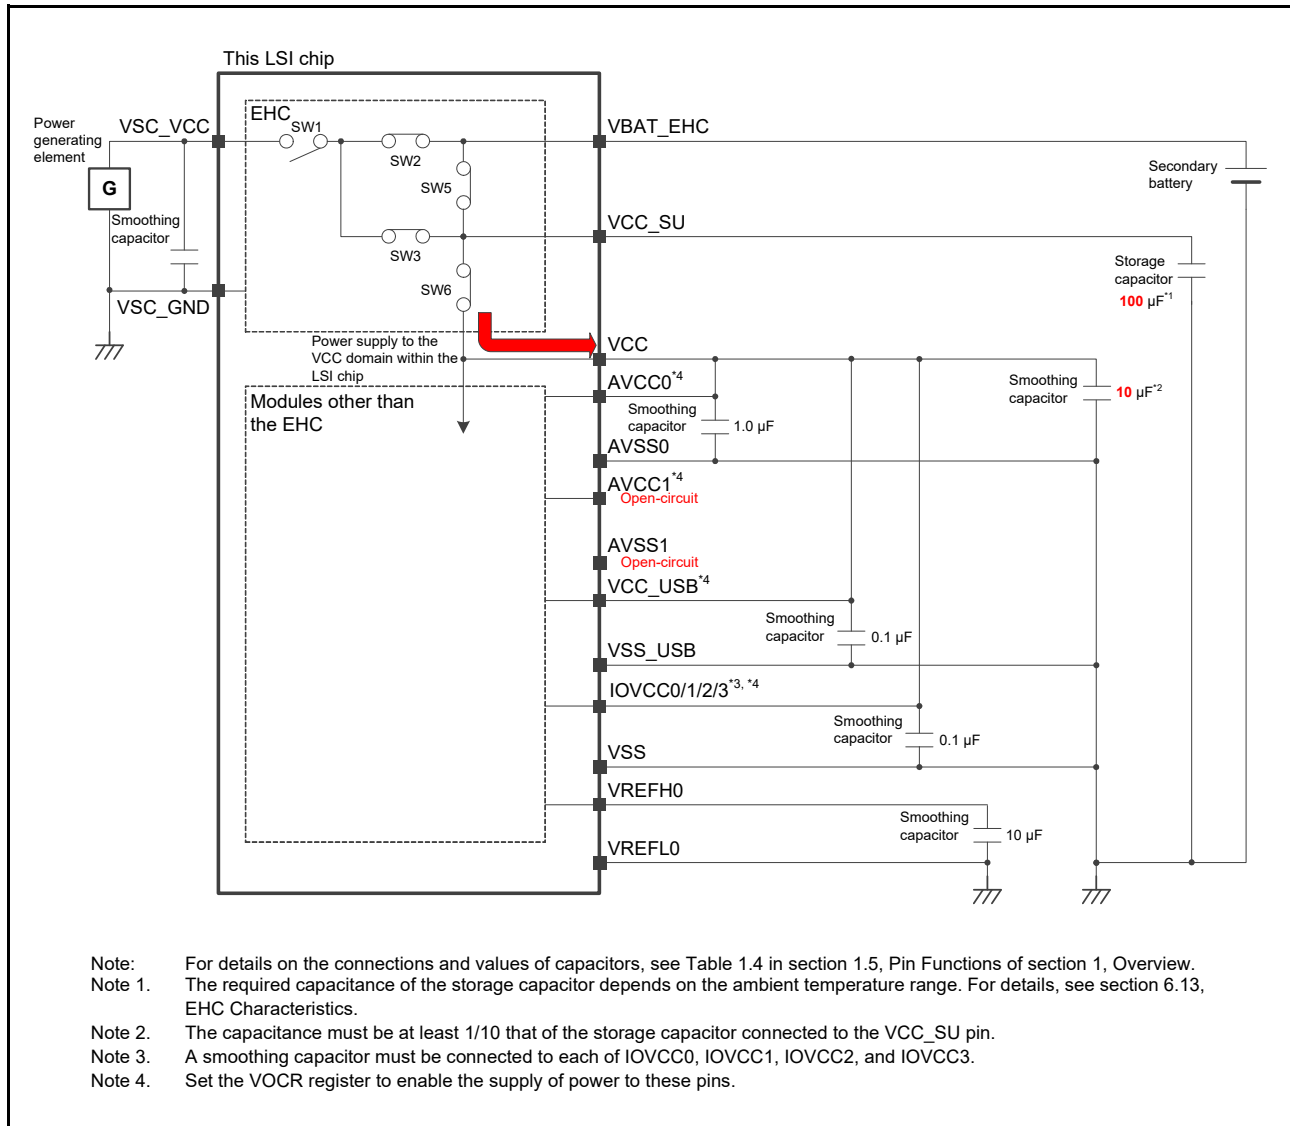 This LSI chip
EHC
Power
generating
element
G
VSC_VCC
SW1
SW2
VBAT_EHC
Secondary
battery
SW5
Smoothing
capacitor
SW3
VCC_SU
Storage
capacitor
100 µF*1
SW6
VSC_GND
Power supply to the
VCC domain within the
LSI chip
VCC
AVCC0*4
Smoothing
capacitor
10 µF*2
Modules other than
the EHC
Smoothing
capacitor
1.0 µF
AVSS0
AVCC1*4
Open-circuit
AVSS1
Open-circuit
VCC_USB*4
Smoothing
capacitor
0.1 µF
VSS_USB
IOVCC0/1/2/3*3, *4
Smoothing
capacitor
0.1 µF
VSS
VREFH0
Smoothing
capacitor
10 µF
VREFL0
Note: For details on the connections and values of capacitors, see Table 1.4 in section 1.5, Pin Functions of section 1, Overview.
Note 1. The required capacitance of the storage capacitor depends on the ambient temperature range. For details, see section 6.13,
EHC Characteristics.
Note 2. The capacitance must be at least 1/10 that of the storage capacitor connected to the VCC_SU pin.
Note 3. A smoothing capacitor must be connected to each of IOVCC0, IOVCC1, IOVCC2, and IOVCC3.
Note 4. Set the VOCR register to enable the supply of power to these pins.